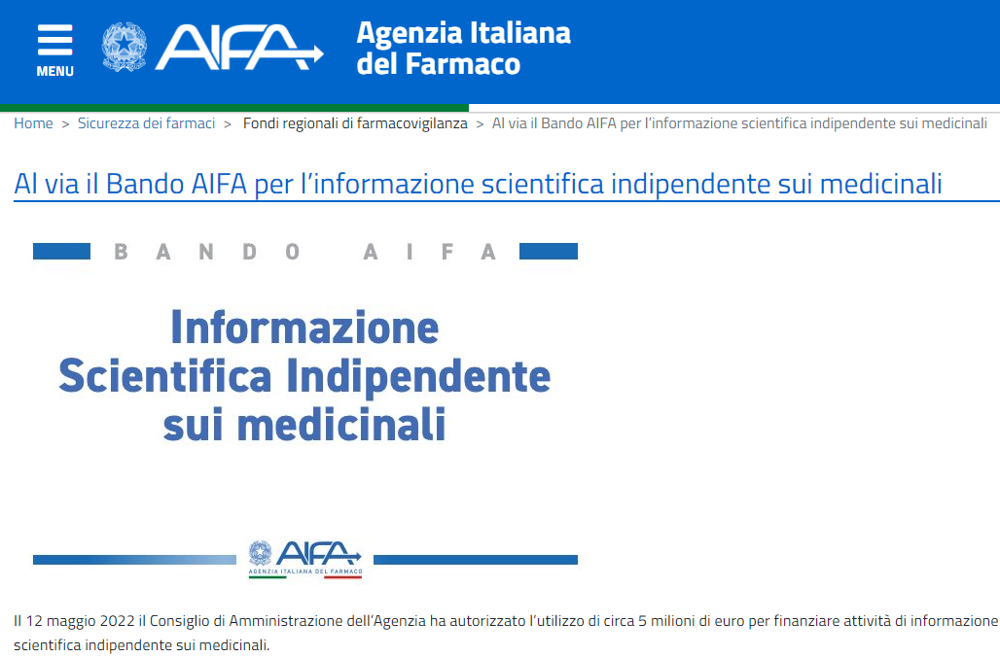 MENU
AIFA
Agenzia Italiana
del Farmaco
Home > Sicurezza dei farmaci > Fondi regionali di farmacovigilanza > Al via il Bando AIFA per l’informazione scientifica indipendente sui medicinali
Al via il Bando AIFA per l’informazione scientifica indipendente sui medicinali
BANDO AIFA
Informazione
Scientifica Indipendente
sui medicinali
AIFA
AGENZIA ITALIANA DEL FARMACO
Il 12 maggio 2022 il Consiglio di Amministrazione dell’Agenzia ha autorizzato l’utilizzo di circa 5 milioni di euro per finanziare attività di informazione
scientifica indipendente sui medicinali.